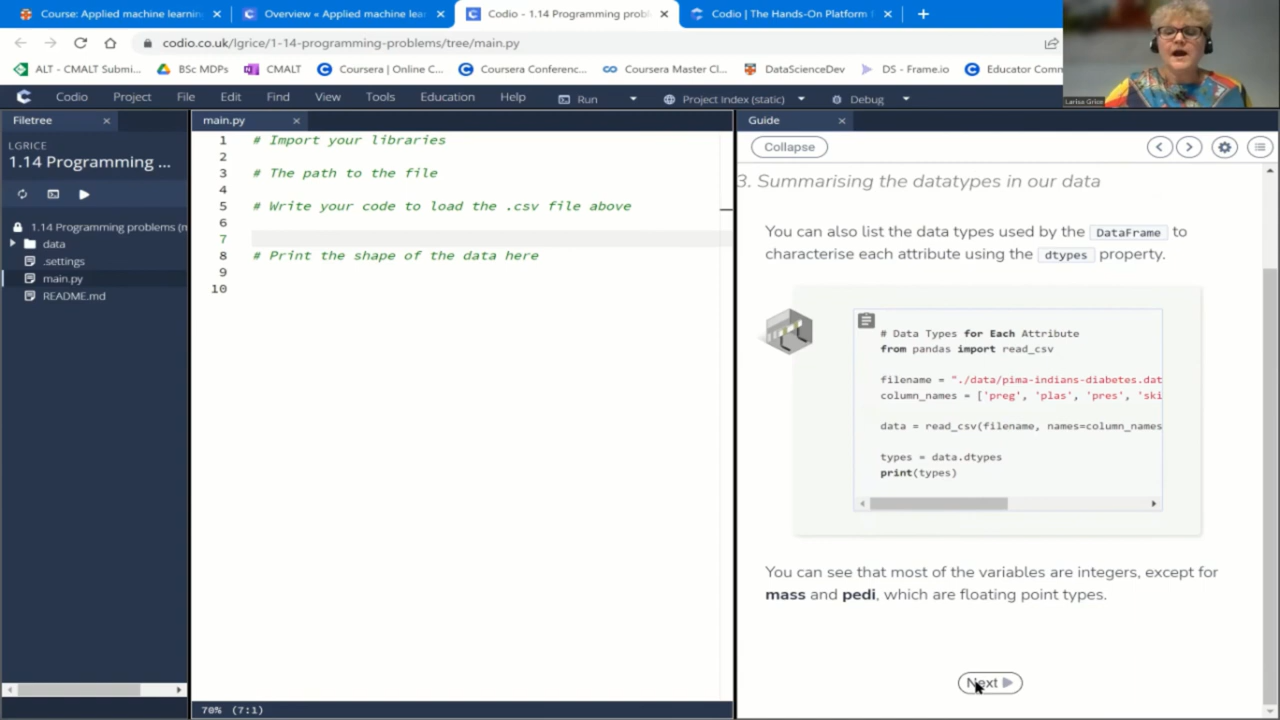 Course: Applied machine learnin
Overview « Applied machine lea
Codio - 1.14 Programming probl
Codio | The Hands-On Platform
codio.co.uk/lgrice/1-14-programming-problems/tree/main.py
ALT - CMALT Submi...
BSc MDPs
CMALT
Coursera | Online C...
Coursera Conferenc...
Coursera Master Cl...
DataScienceDev
DS - Frame.io
Educator Comm
Larisa Grice
Codio Project File Edit Find View Tools Education Help Run Project Index (static) Debug
Filetree
LGRICE
1.14 Programming ...
1.14 Programming problems (m
data
.settings
main.py
README.md
main.py
1 # Import your libraries
2
3 # The path to the file
4
5 # Write your code to load the .csv file above
6
7
8 # Print the shape of the data here
9
10
70% (7:1)
Guide
Collapse
3. Summarising the datatypes in our data
You can also list the data types used by the DataFrame to
characterise each attribute using the dtypes property.
# Data Types for Each Attribute
from pandas import read_csv
filename = "./data/pima-indians-diabetes.dat
column_names = ['preg', 'plas', 'pres', 'ski
data = read_csv(filename, names=column_names
types = data.dtypes
print(types)
You can see that most of the variables are integers, except for
mass and pedi, which are floating point types.
Next